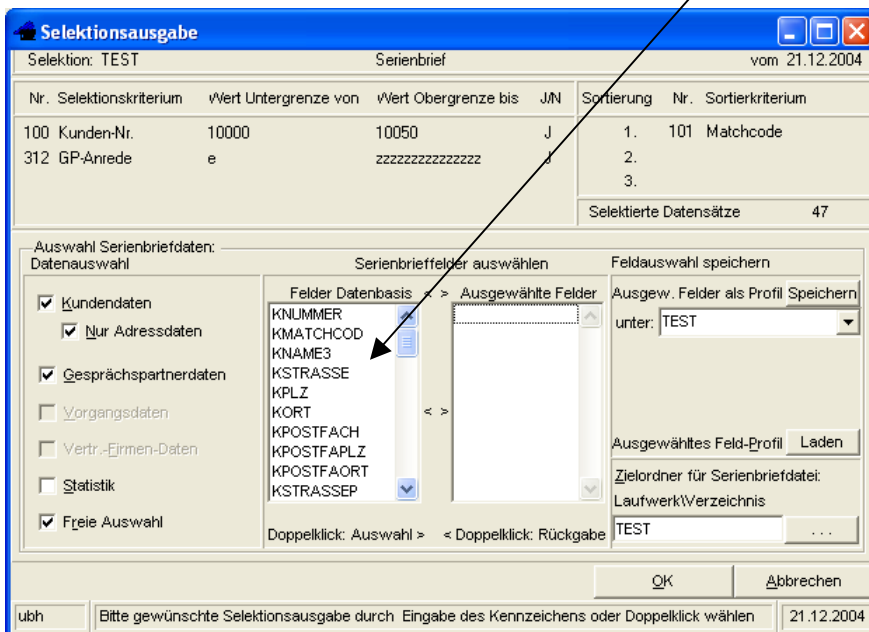 Selektionsausgabe
Selektion: TEST Serienbrief vom 21.12.2004
Nr. Selektionskriterium Wert Untergrenze von Wert Obergrenze bis J/N
100 Kunden-Nr. 10000 10050 J
312 GP-Anrede e zzzzzzzzzzzzzzz J
Sortierung Nr. Sortierkriterium
1. 101 Matchcode
2.
3.
Selektierte Datensätze 47
Auswahl Serienbriefdaten:
Datenauswahl
Kundendaten
Nur Adressdaten
Gesprächspartnerdaten
Vorgangsdaten
Vertr.-Firmen-Daten
Statistik
Freie Auswahl
Serienbrieffelder auswählen
Felder Datenbasis < > Ausgewählte Felder
KNUMMER
KMATCHCOD
KNAME3
KSTRASSE
KPLZ
KORT
KPOSTFACH
KPOSTFAPLZ
KPOSTFAORT
KSTRASSEP
< >
Doppelklick: Auswahl > < Doppelklick: Rückgabe
Feldauswahl speichern
Ausgew. Felder als Profil Speichern
unter: TEST
Ausgewähltes Feld-Profil Laden
Zielordner für Serienbriefdatei:
Laufwerk\Verzeichnis
TEST ...
OK Abbrechen
ubh Bitte gewünschte Selektionsausgabe durch Eingabe des Kennzeichens oder Doppelklick wählen 21.12.2004